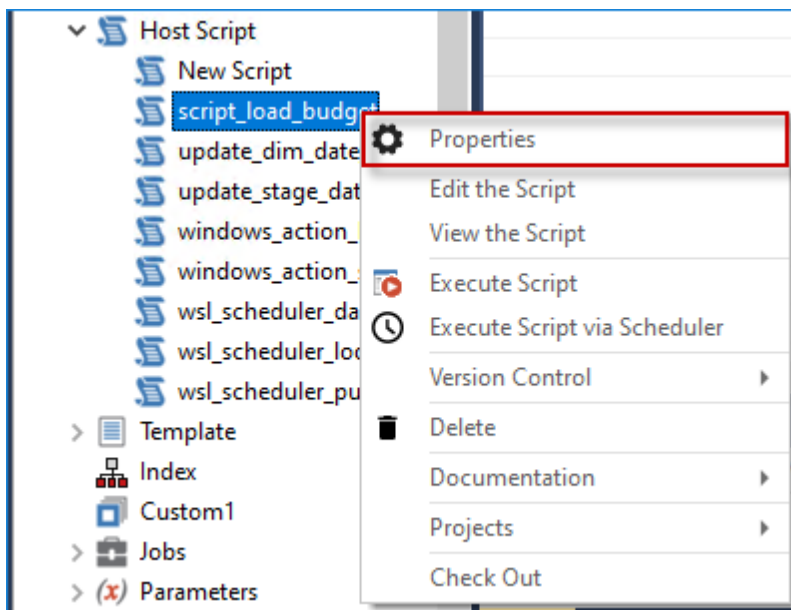 Host Script
New Script
script_load_budget
update_dim_date
update_stage_dat
windows_action_
windows_action_
wsl_scheduler_da
wsl_scheduler_loc
wsl_scheduler_pu
Template
Index
Custom1
Jobs
(x) Parameters
Properties
Edit the Script
View the Script
Execute Script
Execute Script via Scheduler
Version Control
Delete
Documentation
Projects
Check Out